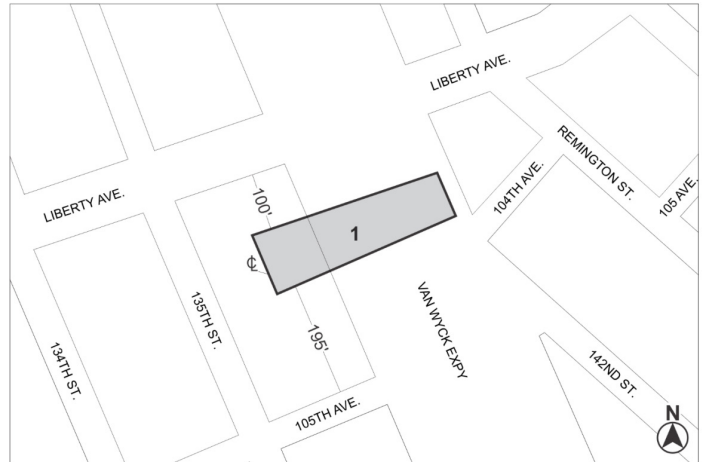 LIBERTY AVE.
REMINGTON ST.
LIBERTY AVE.
100'
104TH AVE.
105 AVE.
1
℄
135TH ST.
VAN WYCK EXPY
195'
134TH ST.
142ND ST.
105TH AVE.
N